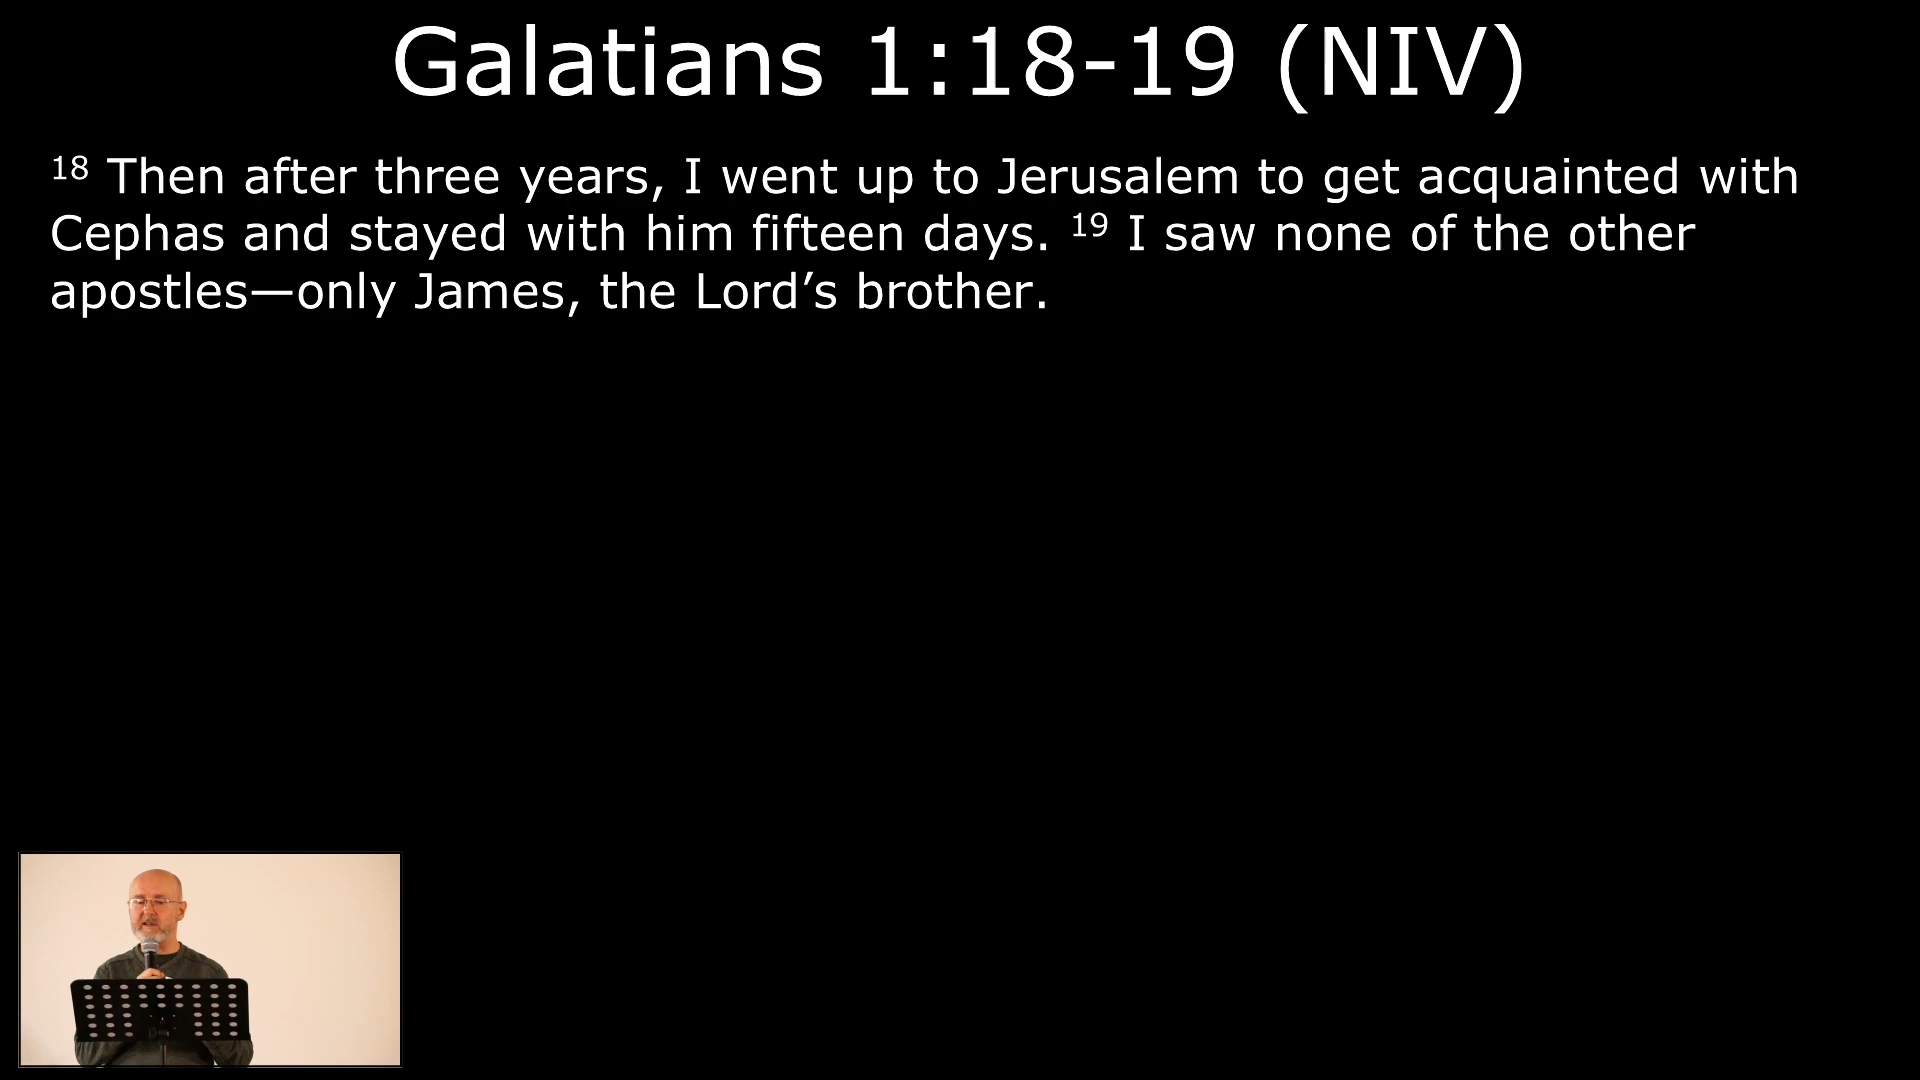 Galatians 1:18-19 (NIV)
18 Then after three years, I went up to Jerusalem to get acquainted with
Cephas and stayed with him fifteen days. 19 I saw none of the other
apostles—only James, the Lord’s brother.